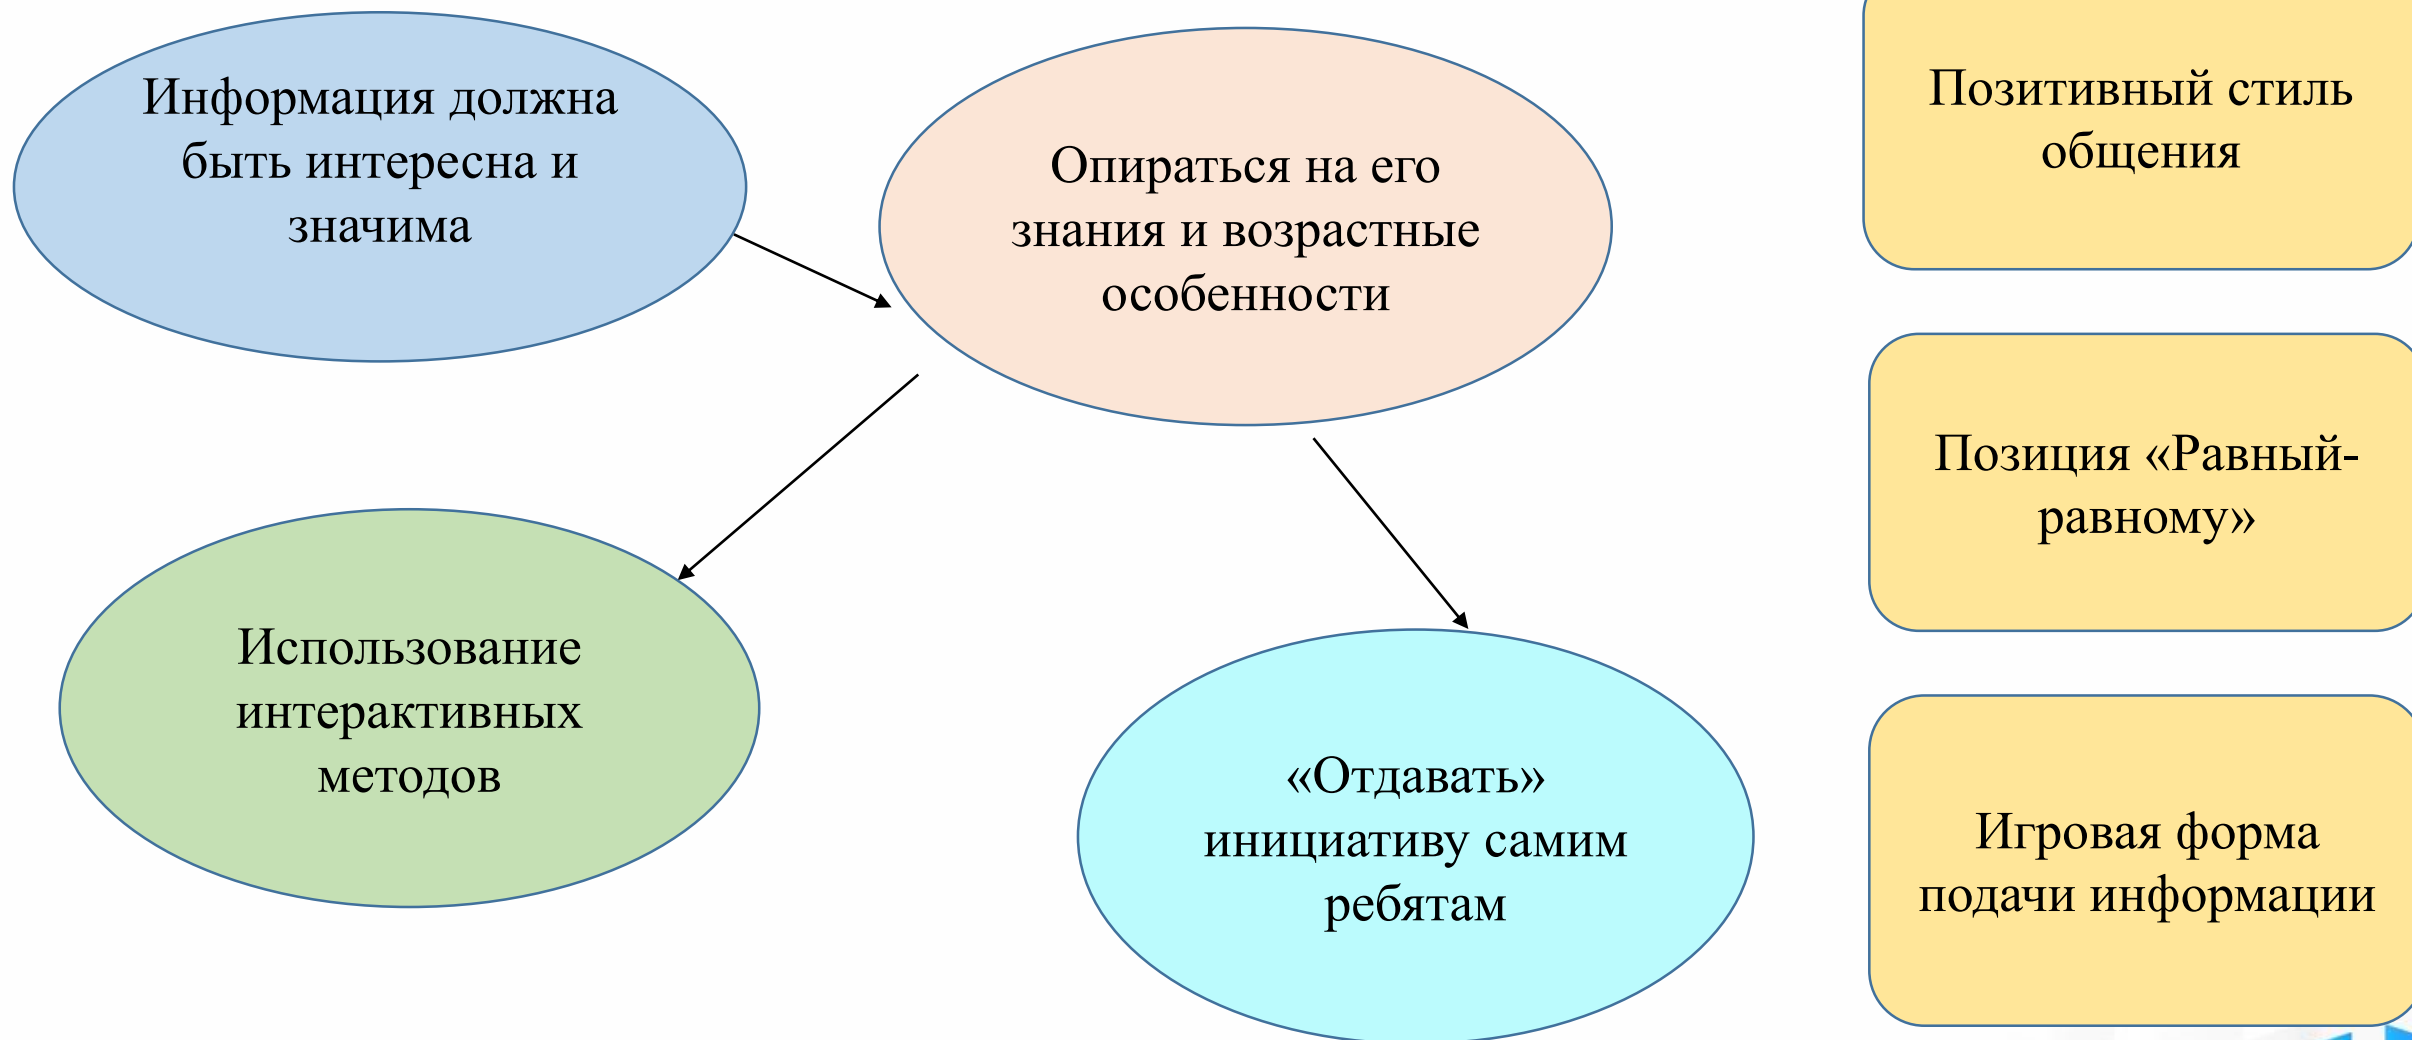 Информация должна
быть интересна и
значима
Опираться на его
знания и возрастные
особенности
Использование
интерактивных
методов
«Отдавать»
инициативу самим
ребятам
Позитивный стиль
общения
Позиция «Равный-
равному»
Игровая форма
подачи информации